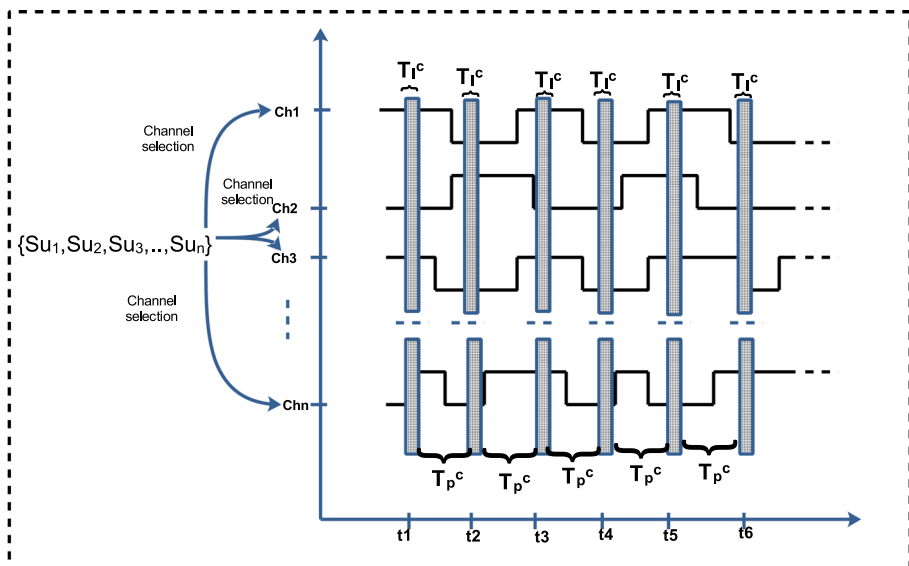 T_I^c T_I^c T_I^c T_I^c T_I^c T_I^c
Ch1
Channel
selection
Channel
selection
Ch2
{Su₁,Su₂,Su₃,..,Suₙ}
Ch3
Channel
selection
Chn
T_p^c T_p^c T_p^c T_p^c T_p^c
t1 t2 t3 t4 t5 t6